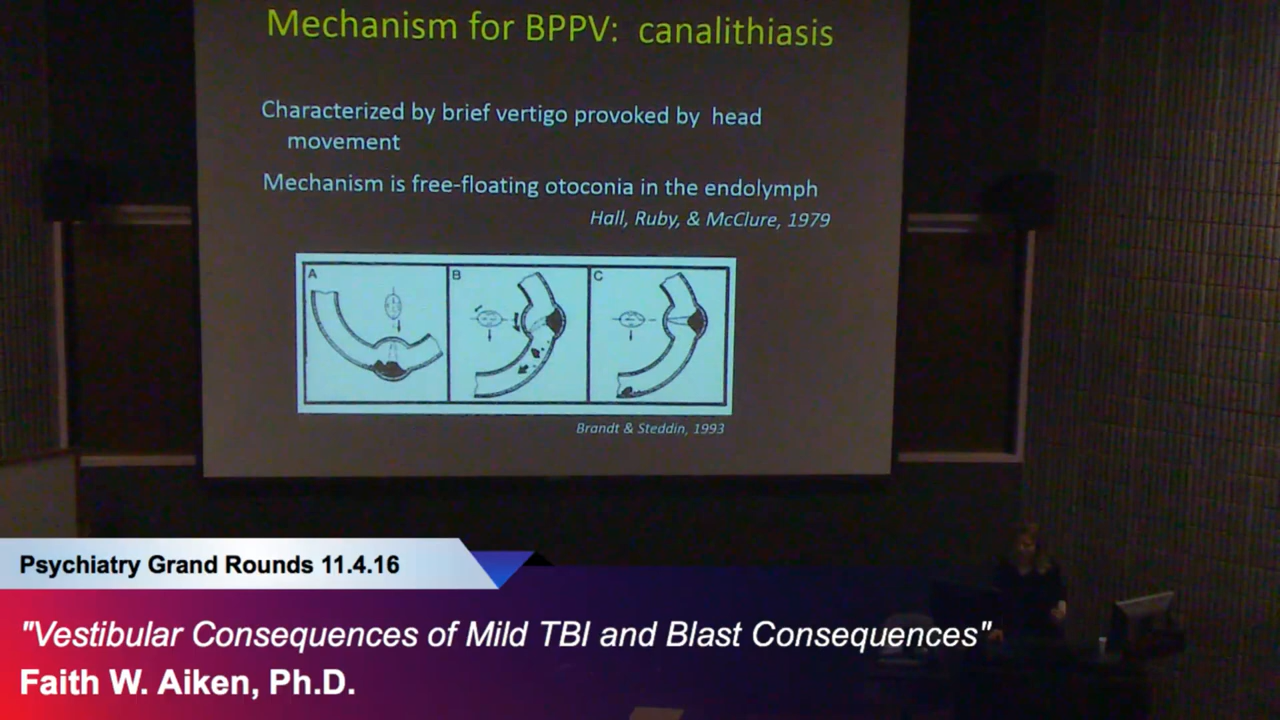 Mechanism for BPPV: canalithiasis
Characterized by brief vertigo provoked by head
movement
Mechanism is free-floating otoconia in the endolymph
Hall, Ruby, & McClure, 1979
A
B
C
Brandt & Steddin, 1993
Psychiatry Grand Rounds 11.4.16
"Vestibular Consequences of Mild TBI and Blast Consequences"
Faith W. Aiken, Ph.D.